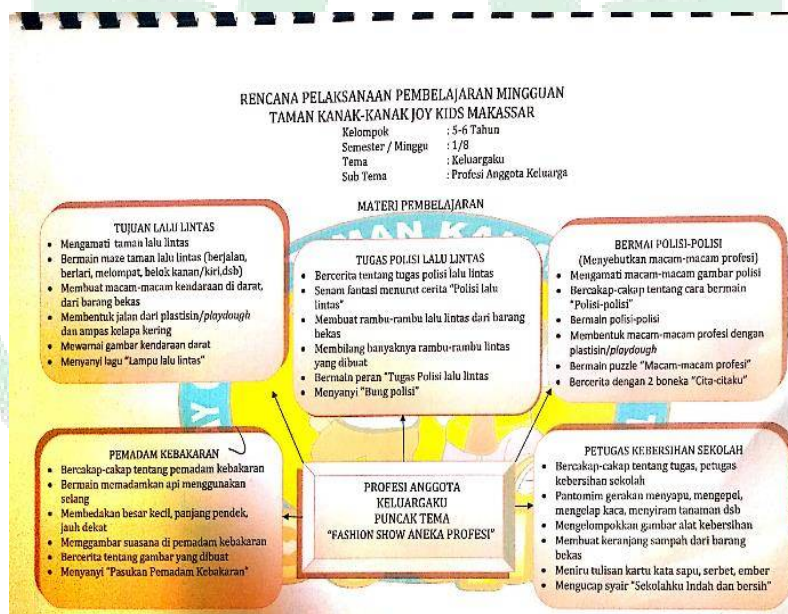 RENCANA PELAKSANAAN PEMBELAJARAN MINGGUAN
TAMAN KANAK-KANAK JOY KIDS MAKASSAR
Kelompok : 5-6 Tahun
Semester / Minggu : 1/8
Tema : Keluargaku
Sub Tema : Profesi Anggota Keluarga
MATERI PEMBELAJARAN
TUJUAN LALU LINTAS
• Mengamati taman lalu lintas
• Bermain maze taman lalu lintas (berjalan,
berlari, melompat, belok kanan/kiri,dsb)
• Membuat macam-macam kendaraan di darat,
dari barang bekas
• Membentuk jalan dari plastisin/playdough
dan ampas kelapa kering
• Mewarnai gambar kendaraan darat
• Menyanyi lagu "Lampu lalu lintas"
TUGAS POLISI LALU LINTAS
• Bercerita tentang tugas polisi lalu lintas
• Senam fantasi menurut cerita "Polisi lalu
lintas"
• Membuat rambu-rambu lalu lintas dari barang
bekas
• Membilang banyaknya rambu-rambu lintas
yang dibuat
• Bermain peran "Tugas Polisi lalu lintas
• Menyanyi "Bung polisi"
BERMAI POLISI-POLISI
(Menyebutkan macam-macam profesi)
• Mengamati macam-macam gambar polisi
• Bercakap-cakap tentang cara bermain
"Polisi-polisi"
• Bermain polisi-polisi
• Membentuk macam-macam profesi dengan
plastisin/playdough
• Bermain puzzle "Macam-macam profesi"
• Bercerita dengan 2 boneka "Cita-citaku"
PEMADAM KEBAKARAN
• Bercakap-cakap tentang pemadam kebakaran
• Bermain memadamkan api menggunakan
selang
• Membedakan besar kecil, panjang pendek,
jauh dekat
• Memggambar suasana di pemadam kebakaran
• Bercerita tentang gambar yang dibuat
• Menyanyi "Pasukan Pemadam Kebakaran"
PROFESI ANGGOTA
KELUARGAKU
PUNCAK TEMA
"FASHION SHOW ANEKA PROFESI"
PETUGAS KEBERSIHAN SEKOLAH
• Bercakap-cakap tentang tugas, petugas
kebersihan sekolah
• Pantomim gerakan menyapu, mengepel,
mengelap kaca, menyiram tanaman dsb
• Mengelompokkan gambar alat kebersihan
• Membuat keranjang sampah dari barang
bekas
• Meniru tulisan kartu kata sapu, serbet, ember
• Mengucap syair "Sekolahku Indah dan bersih"